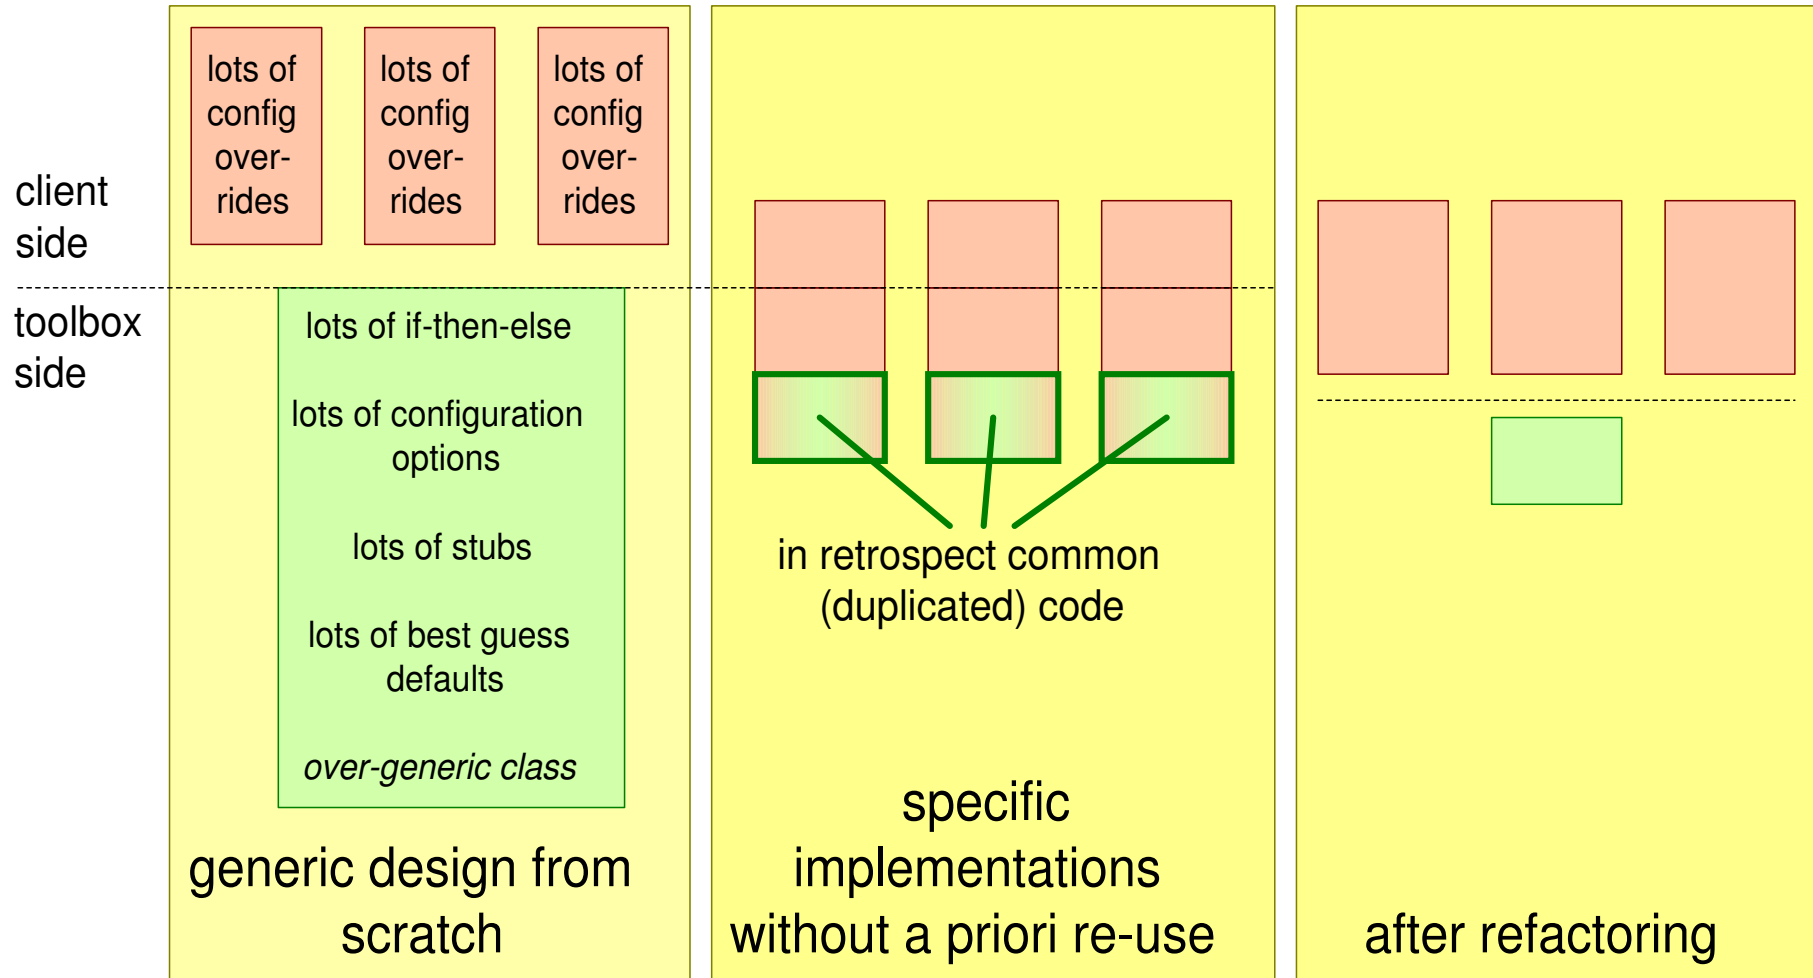 client
side
toolbox
side
lots of
config
over-
rides
lots of
config
over-
rides
lots of
config
over-
rides
lots of if-then-else
lots of configuration
options
lots of stubs
lots of best guess
defaults
over-generic class
generic design from
scratch
in retrospect common
(duplicated) code
specific
implementations
without a priori re-use
after refactoring